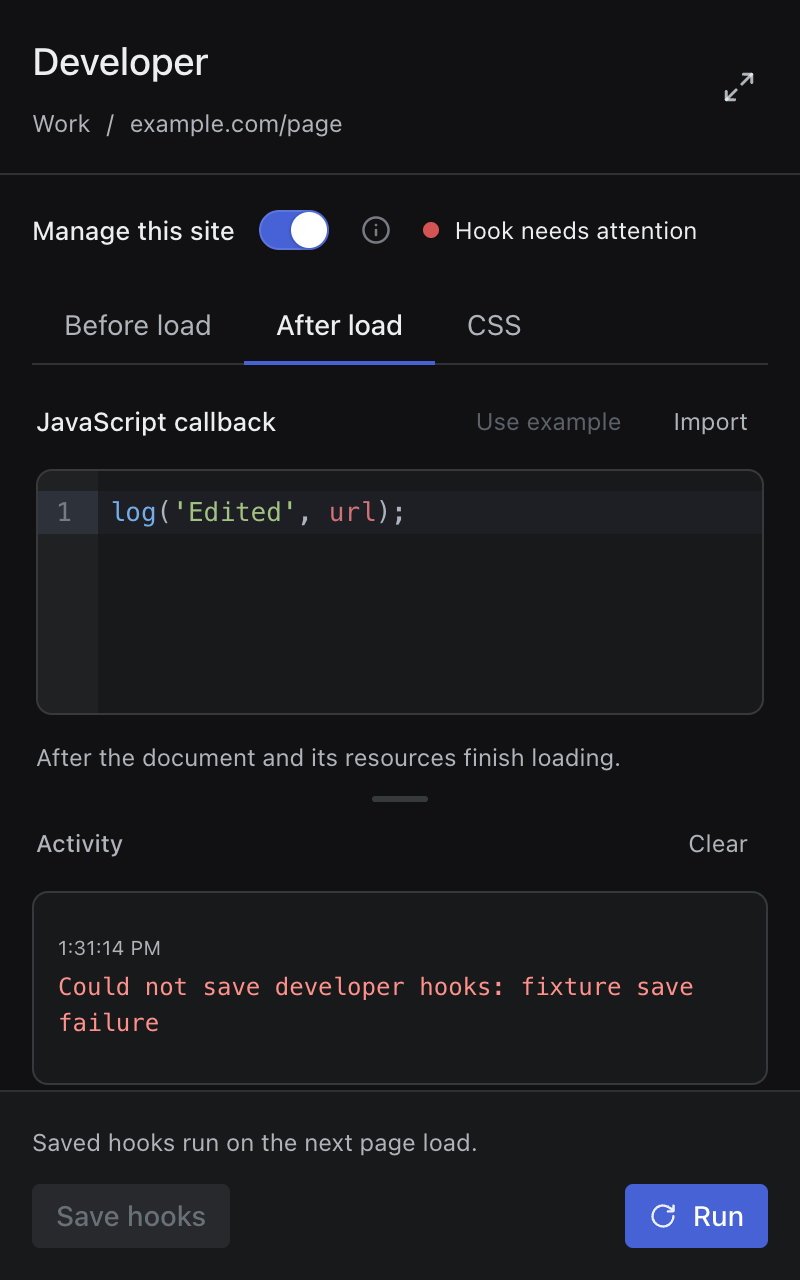 Developer
Work / example.com/page
Manage this site
Hook needs attention
Before load
After load
CSS
JavaScript callback
Use example
Import
1
log('Edited', url);
After the document and its resources finish loading.
Activity
Clear
1:31:14 PM
Could not save developer hooks: fixture save
failure
Saved hooks run on the next page load.
Save hooks
Run